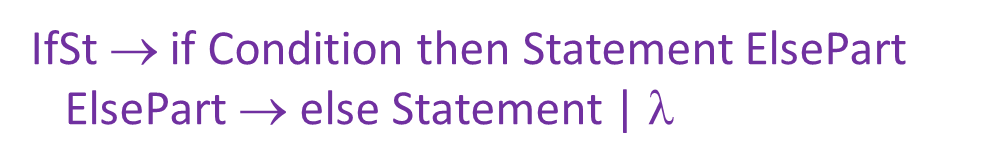 IfSt → if Condition then Statement ElsePart
ElsePart → else Statement | λ